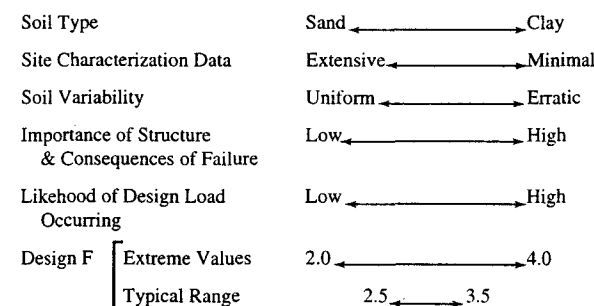 Soil Type Sand Clay
Site Characterization Data Extensive Minimal
Soil Variability Uniform Erratic
Importance of Structure Low High
& Consequences of Failure
Likehood of Design Load Low High
Occurring
Design F Extreme Values 2.0 4.0
Typical Range 2.5 3.5